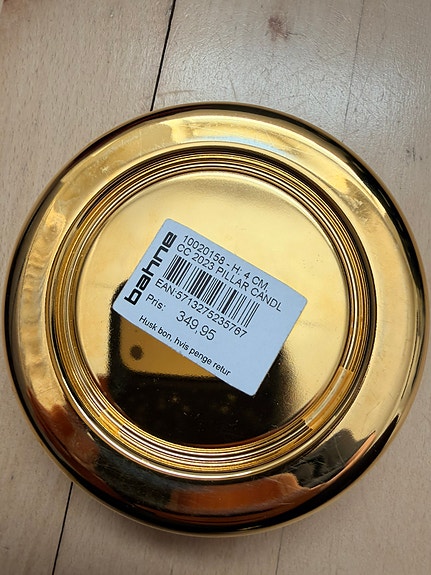 bahne
10020158 - H: 4 CM,
CC 2023 PILLAR CANDL
EAN:5713275235767
Pris: 349,95
Husk bon, hvis penge retur